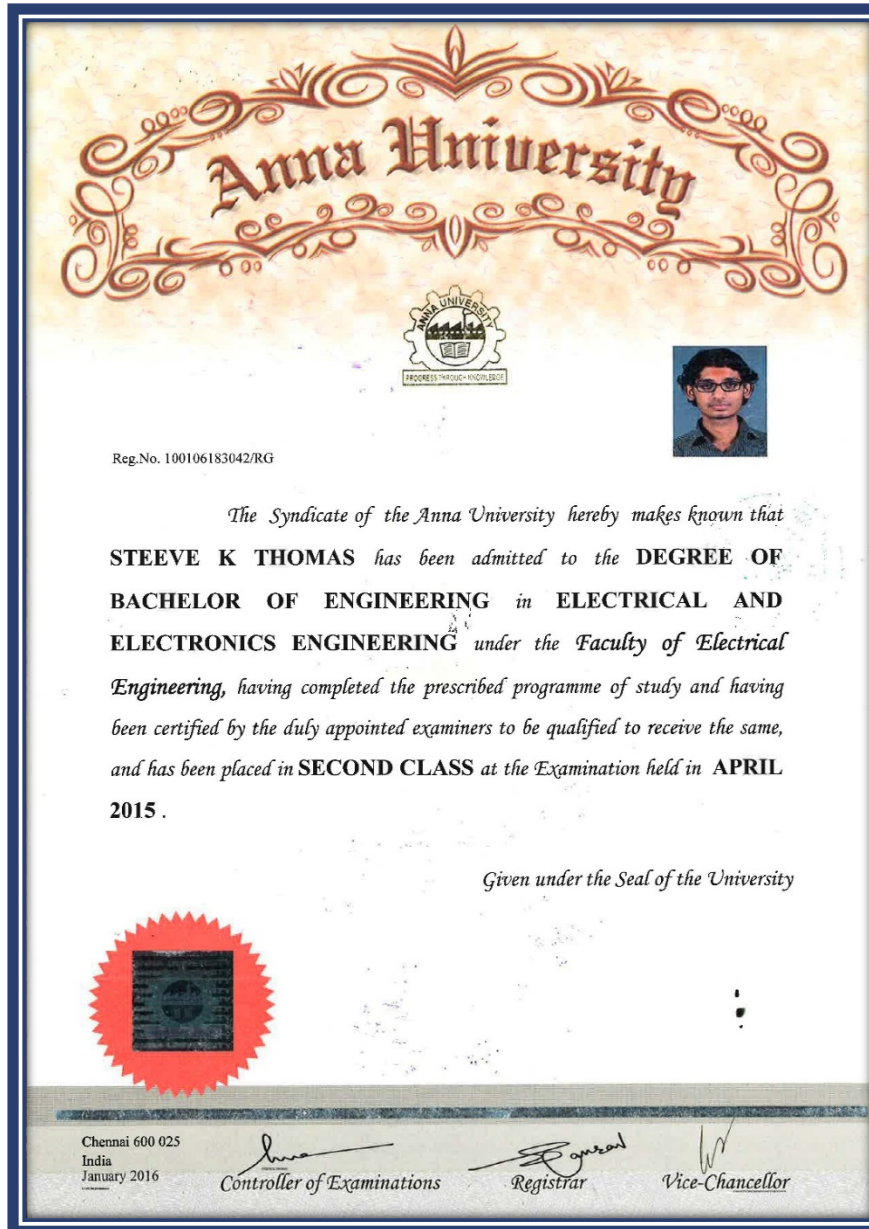 Anna University
ANNA UNIVERSITY
PROGRESS THROUGH KNOWLEDGE
Reg.No. 100106183042/RG
The Syndicate of the Anna University hereby makes known that
STEEVE K THOMAS has been admitted to the DEGREE OF
BACHELOR OF ENGINEERING in ELECTRICAL AND
ELECTRONICS ENGINEERING under the Faculty of Electrical
Engineering, having completed the prescribed programme of study and having
been certified by the duly appointed examiners to be qualified to receive the same,
and has been placed in SECOND CLASS at the Examination held in APRIL
2015 .
Given under the Seal of the University
Chennai 600 025
India
January 2016
Controller of Examinations
Registrar
Vice-Chancellor